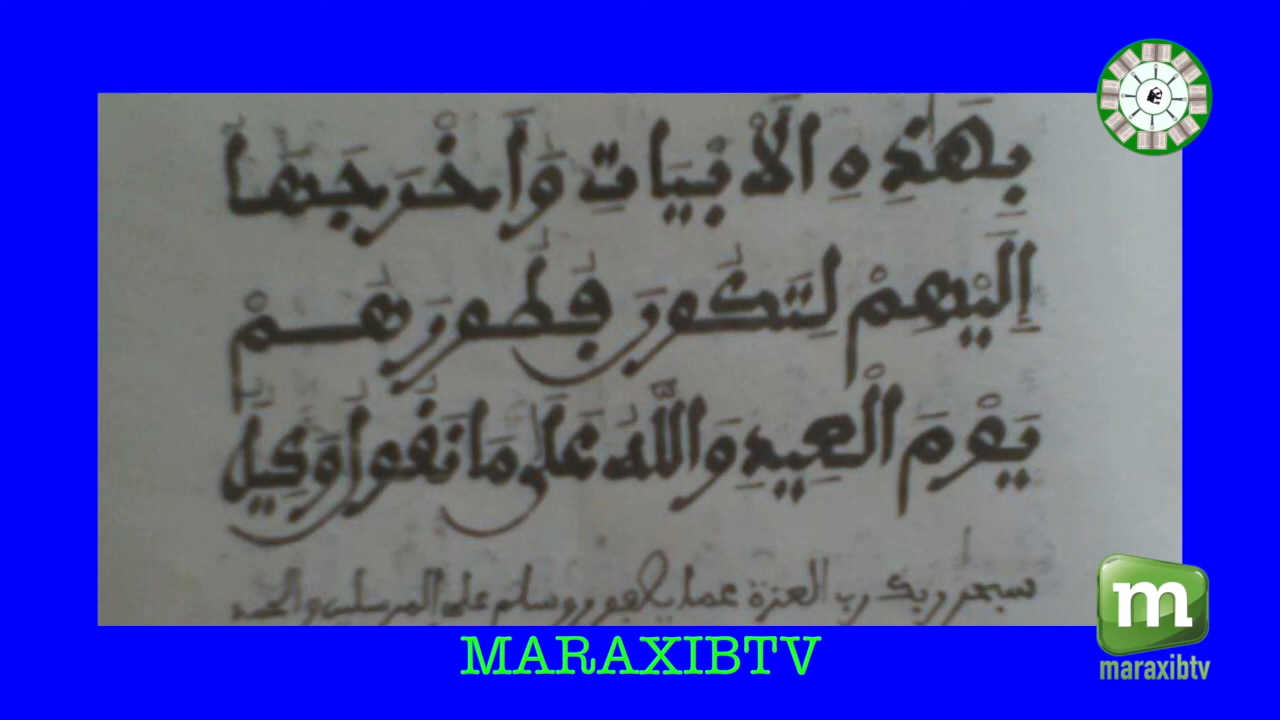 بِهَذِهِ الْأَبْيَاتِ وَأَخْرَجَهَا
إِلَيْهِمْ لِتَكُونَ فُطُورَهُمْ
يَوْمَ الْعِيدِ وَاللَّهُ عَلَى مَا نَقُولُ وَكِيلٌ
سبحن ربك رب العزة عما يصفون وسلم على المرسلين والحمد
MARAXIBTV
m
maraxibtv